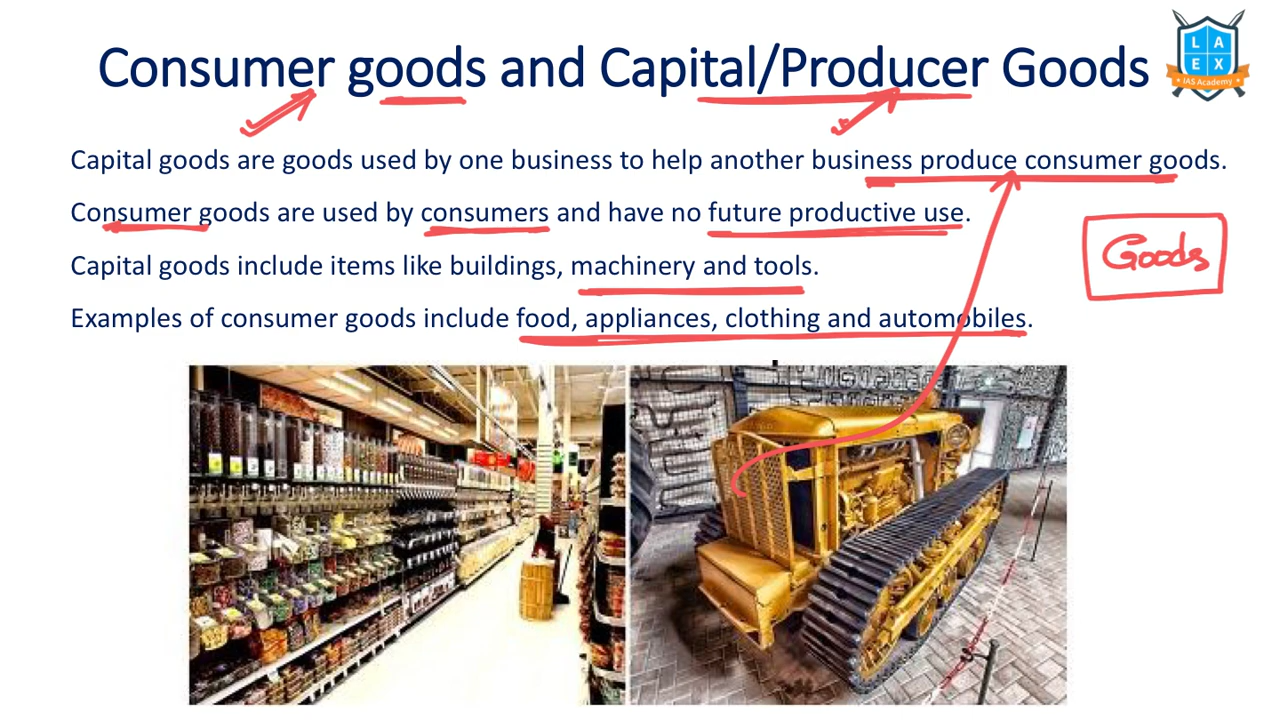 Consumer goods and Capital/Producer Goods
L A
E X
IAS Academy
Capital goods are goods used by one business to help another business produce consumer goods.
Consumer goods are used by consumers and have no future productive use.
Goods
Capital goods include items like buildings, machinery and tools.
Examples of consumer goods include food, appliances, clothing and automobiles.